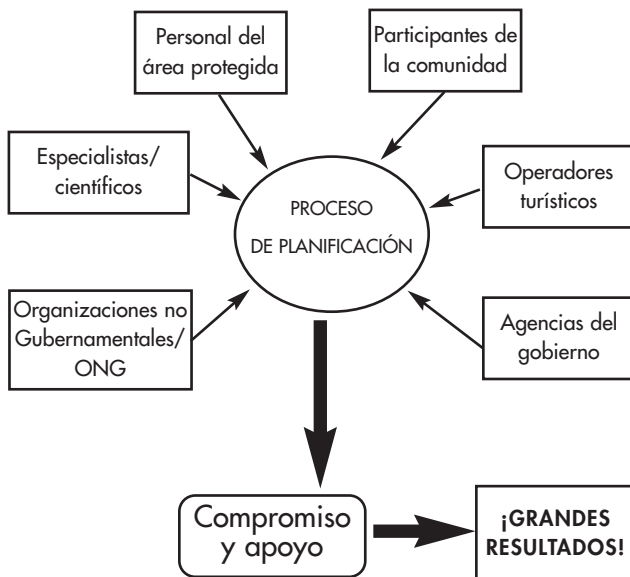 Personal del
área protegida
Participantes de
la comunidad
Especialistas/
científicos
PROCESO
DE PLANIFICACIÓN
Operadores
turísticos
Organizaciones no
Gubernamentales/
ONG
Agencias del
gobierno
Compromiso
y apoyo
¡GRANDES
RESULTADOS!